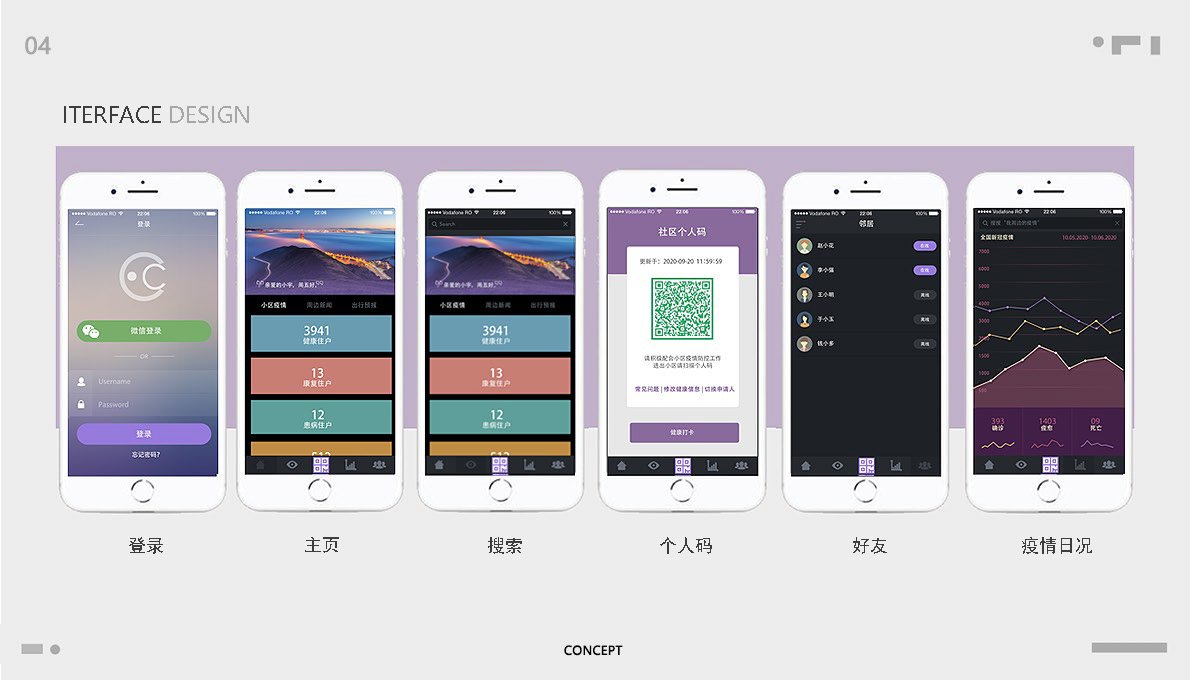 04
ITERFACE DESIGN
Vodafone RO 22:06 100%
登录
微信登录
OR
Username
Password
登录
忘记密码?
登录
Vodafone RO 22:06 100%
亲爱的小宇，周五好。
小区疫情 周边新闻 出行预报
3941
健康住户
13
康复住户
12
患病住户
512
主页
Vodafone RO 22:06 100%
Search
亲爱的小宇，周五好。
小区疫情 周边新闻 出行预报
3941
健康住户
13
康复住户
12
患病住户
512
搜索
Vodafone RO 22:06 100%
社区个人码
更新于：2020-09-20 11:59:59
请积极配合小区疫情防控工作
进出小区请扫描个人码
常见问题 | 修改健康信息 | 切换申请人
健康打卡
个人码
Vodafone RO 22:06 100%
邻居
赵小花 在线
李小强 在线
王小明 离线
于小玉 离线
钱小多 离线
好友
Vodafone RO 22:06 100%
搜搜“我周边的疫情”
全国新冠疫情 10.05.2020- 10.06.2020
7000
6000
5000
4000
3000
2000
1500
1000
500
393 1403 09
确诊 痊愈 死亡
疫情日况
CONCEPT